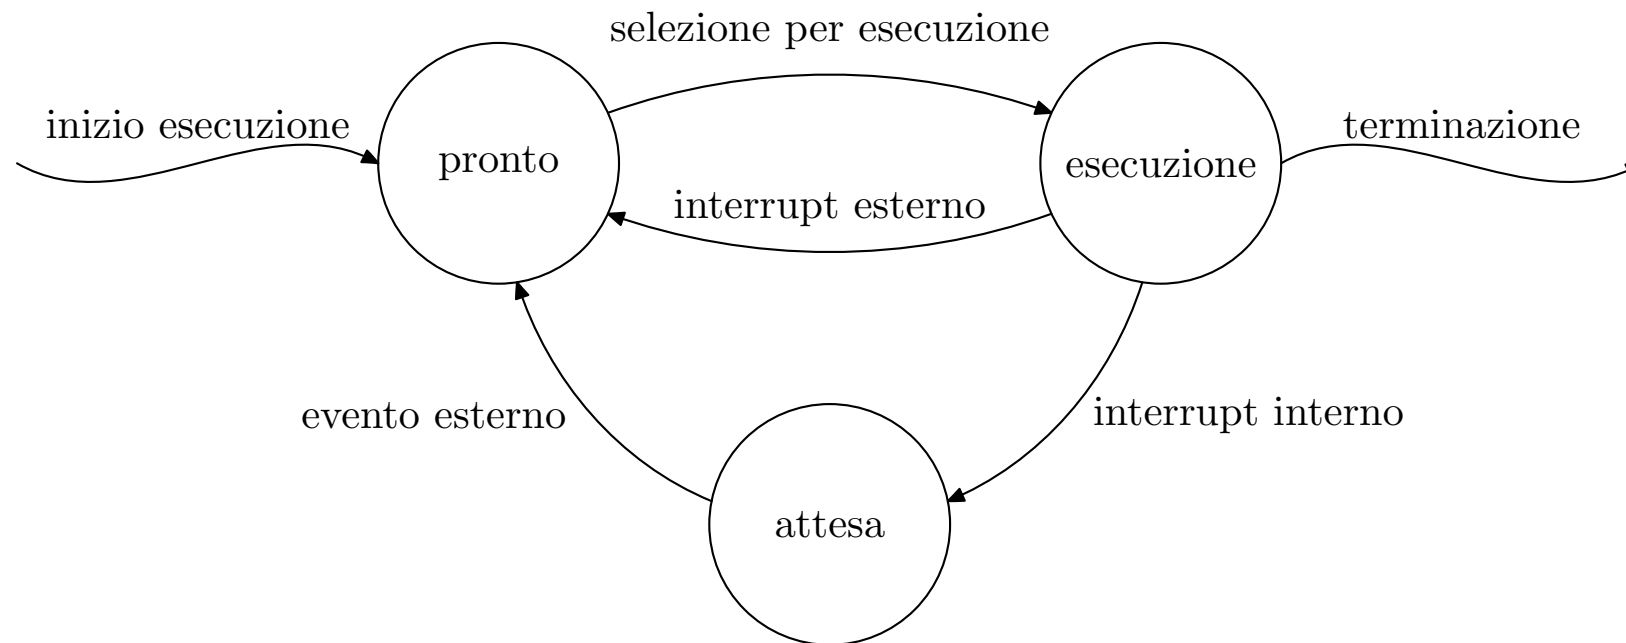 selezione per esecuzione
inizio esecuzione
terminazione
pronto
esecuzione
interrupt esterno
evento esterno
interrupt interno
attesa